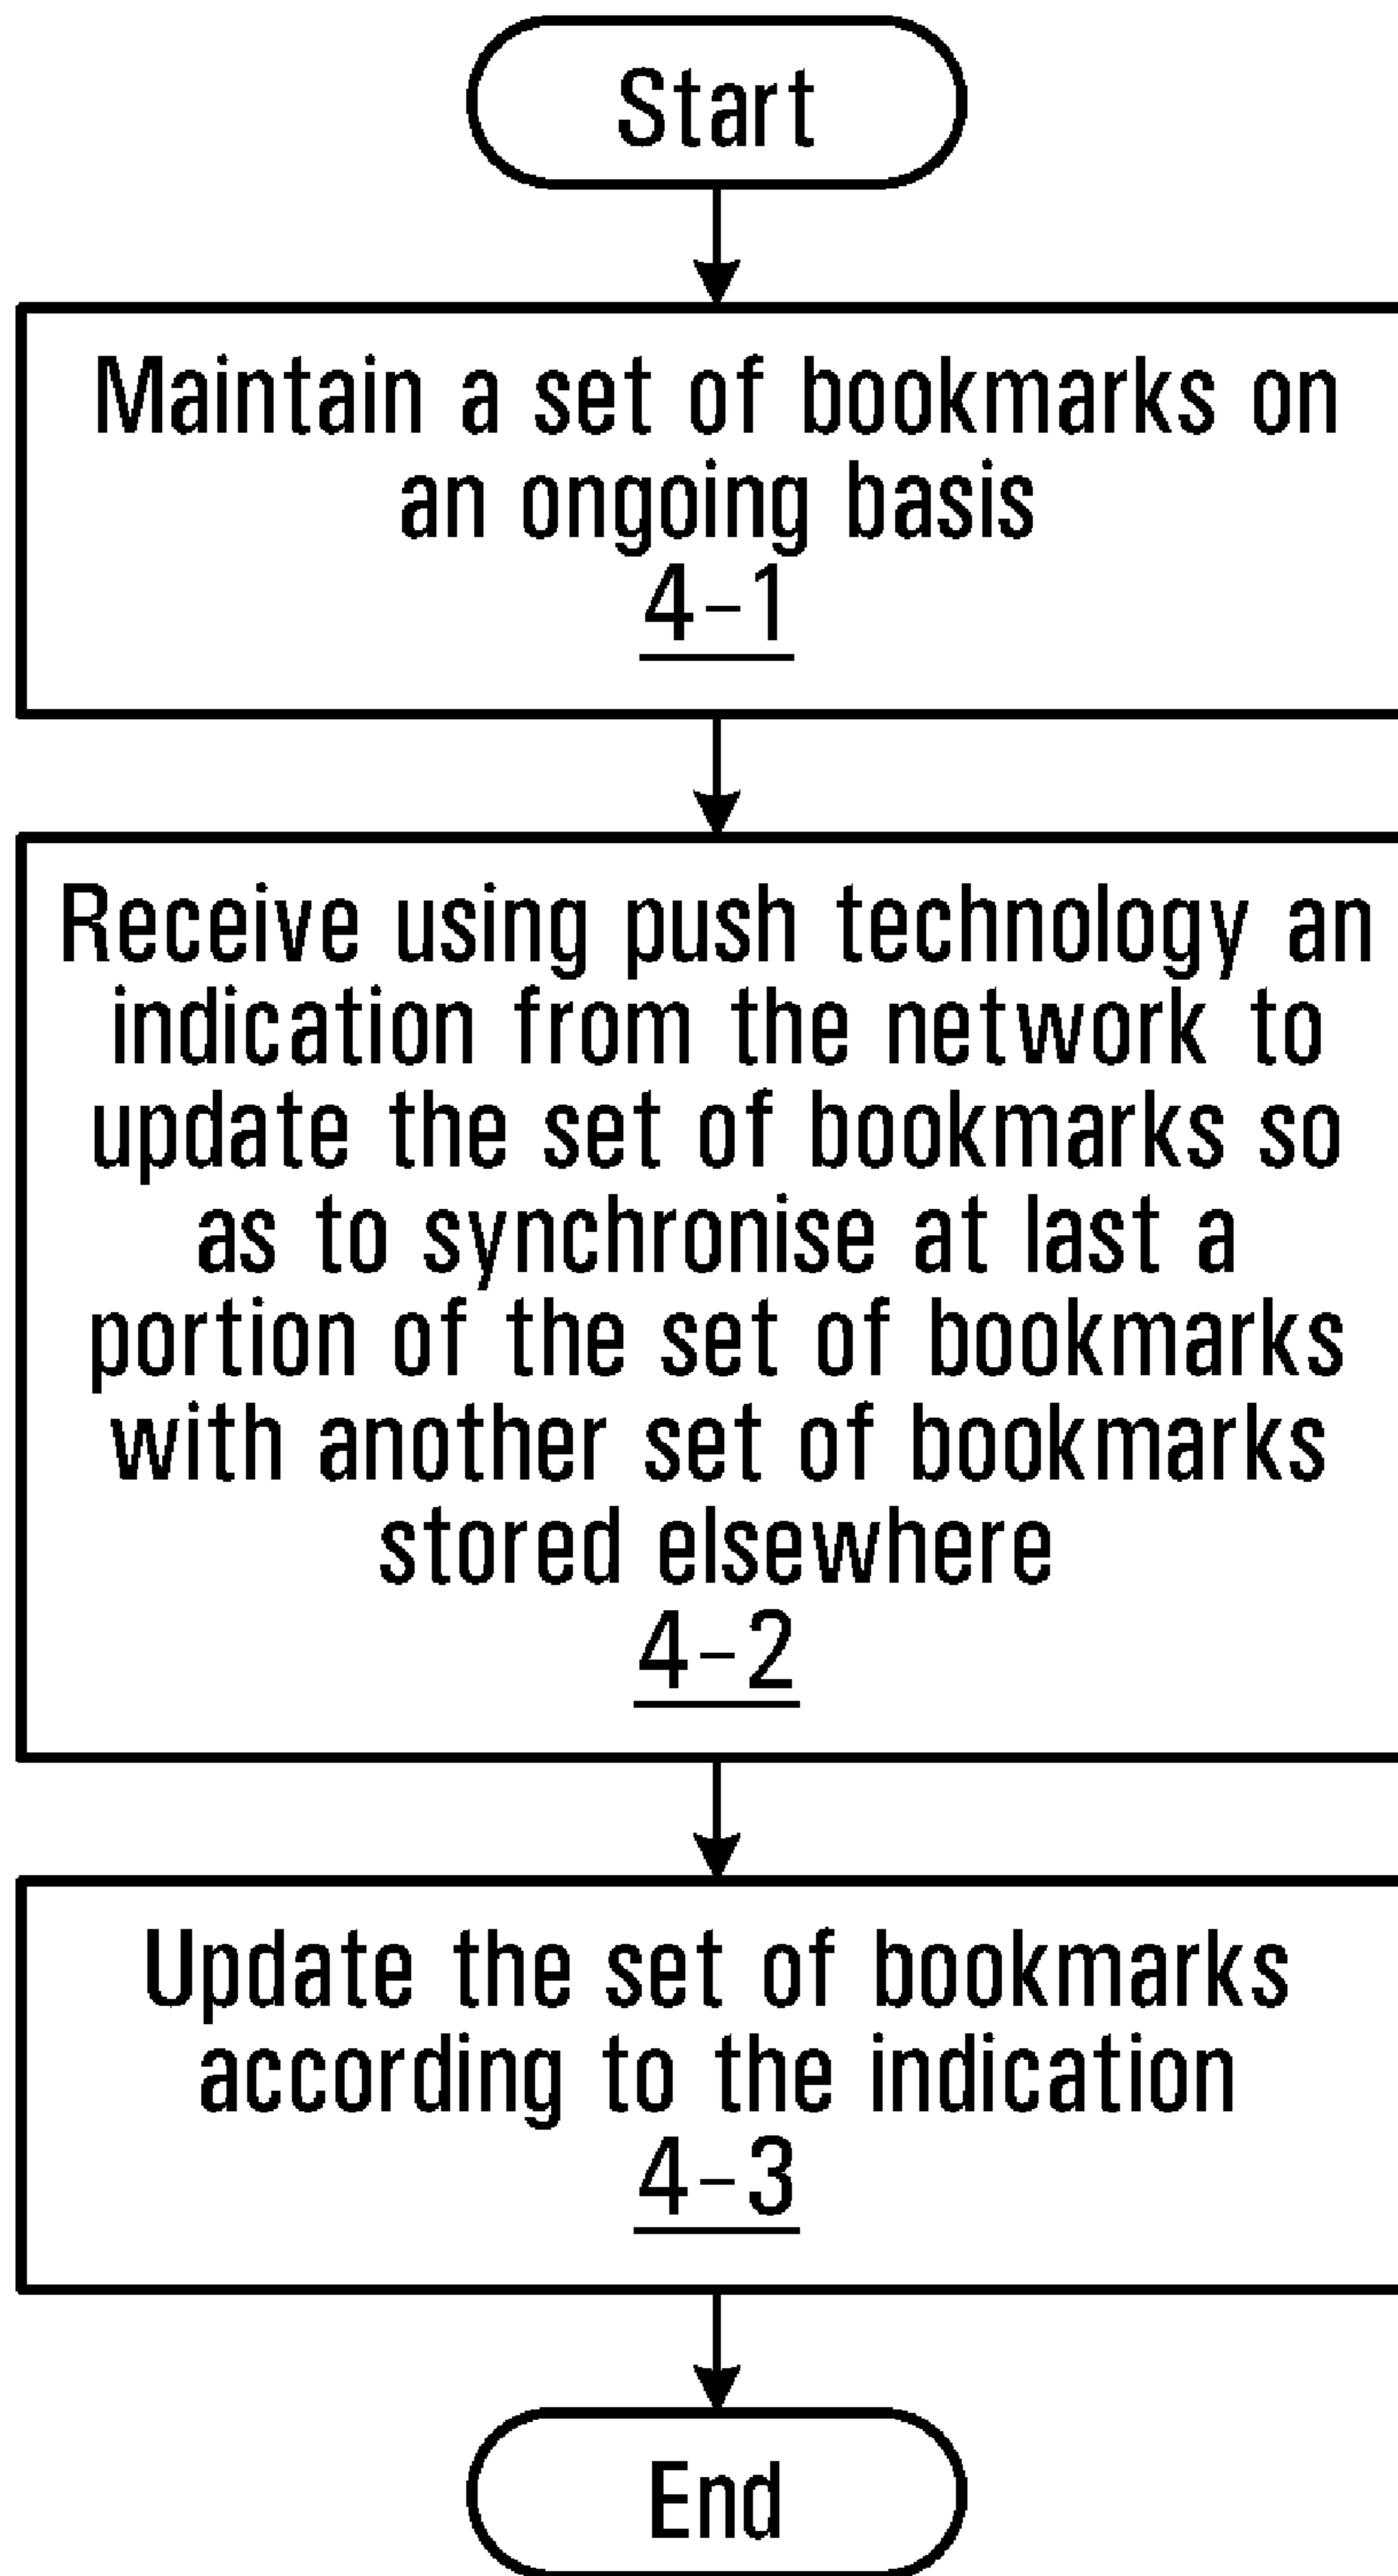 Start
Maintain a set of bookmarks on
an ongoing basis
4-1
Receive using push technology an
indication from the network to
update the set of bookmarks so
as to synchronise at last a
portion of the set of bookmarks
with another set of bookmarks
stored elsewhere
4-2
Update the set of bookmarks
according to the indication
4-3
End